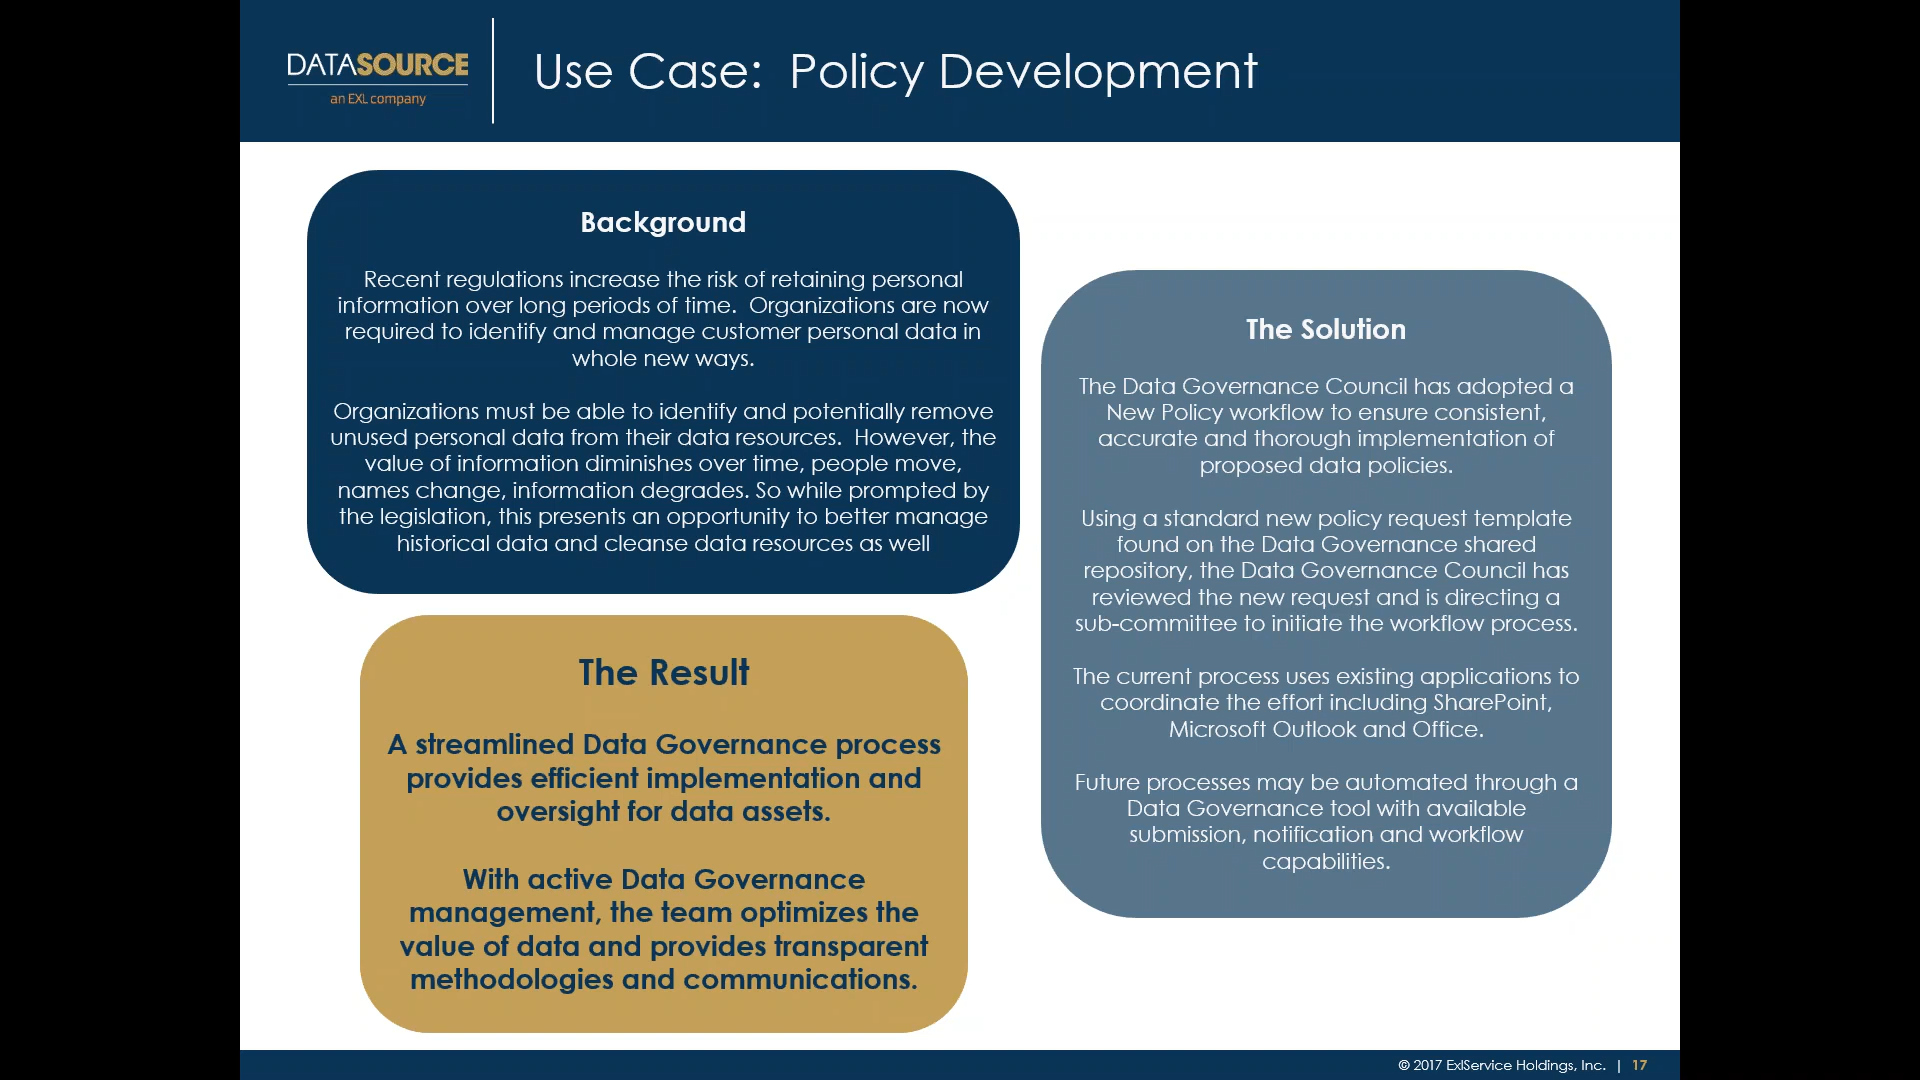 DATASOURCE
an EXL company
Use Case:  Policy Development
Background
Recent regulations increase the risk of retaining personal
information over long periods of time.  Organizations are now
required to identify and manage customer personal data in
whole new ways.
Organizations must be able to identify and potentially remove
unused personal data from their data resources.  However, the
value of information diminishes over time, people move,
names change, information degrades. So while prompted by
the legislation, this presents an opportunity to better manage
historical data and cleanse data resources as well
The Result
A streamlined Data Governance process
provides efficient implementation and
oversight for data assets.
With active Data Governance
management, the team optimizes the
value of data and provides transparent
methodologies and communications.
The Solution
The Data Governance Council has adopted a
New Policy workflow to ensure consistent,
accurate and thorough implementation of
proposed data policies.
Using a standard new policy request template
found on the Data Governance shared
repository, the Data Governance Council has
reviewed the new request and is directing a
sub-committee to initiate the workflow process.
The current process uses existing applications to
coordinate the effort including SharePoint,
Microsoft Outlook and Office.
Future processes may be automated through a
Data Governance tool with available
submission, notification and workflow
capabilities.
© 2017 ExlService Holdings, Inc. | 17